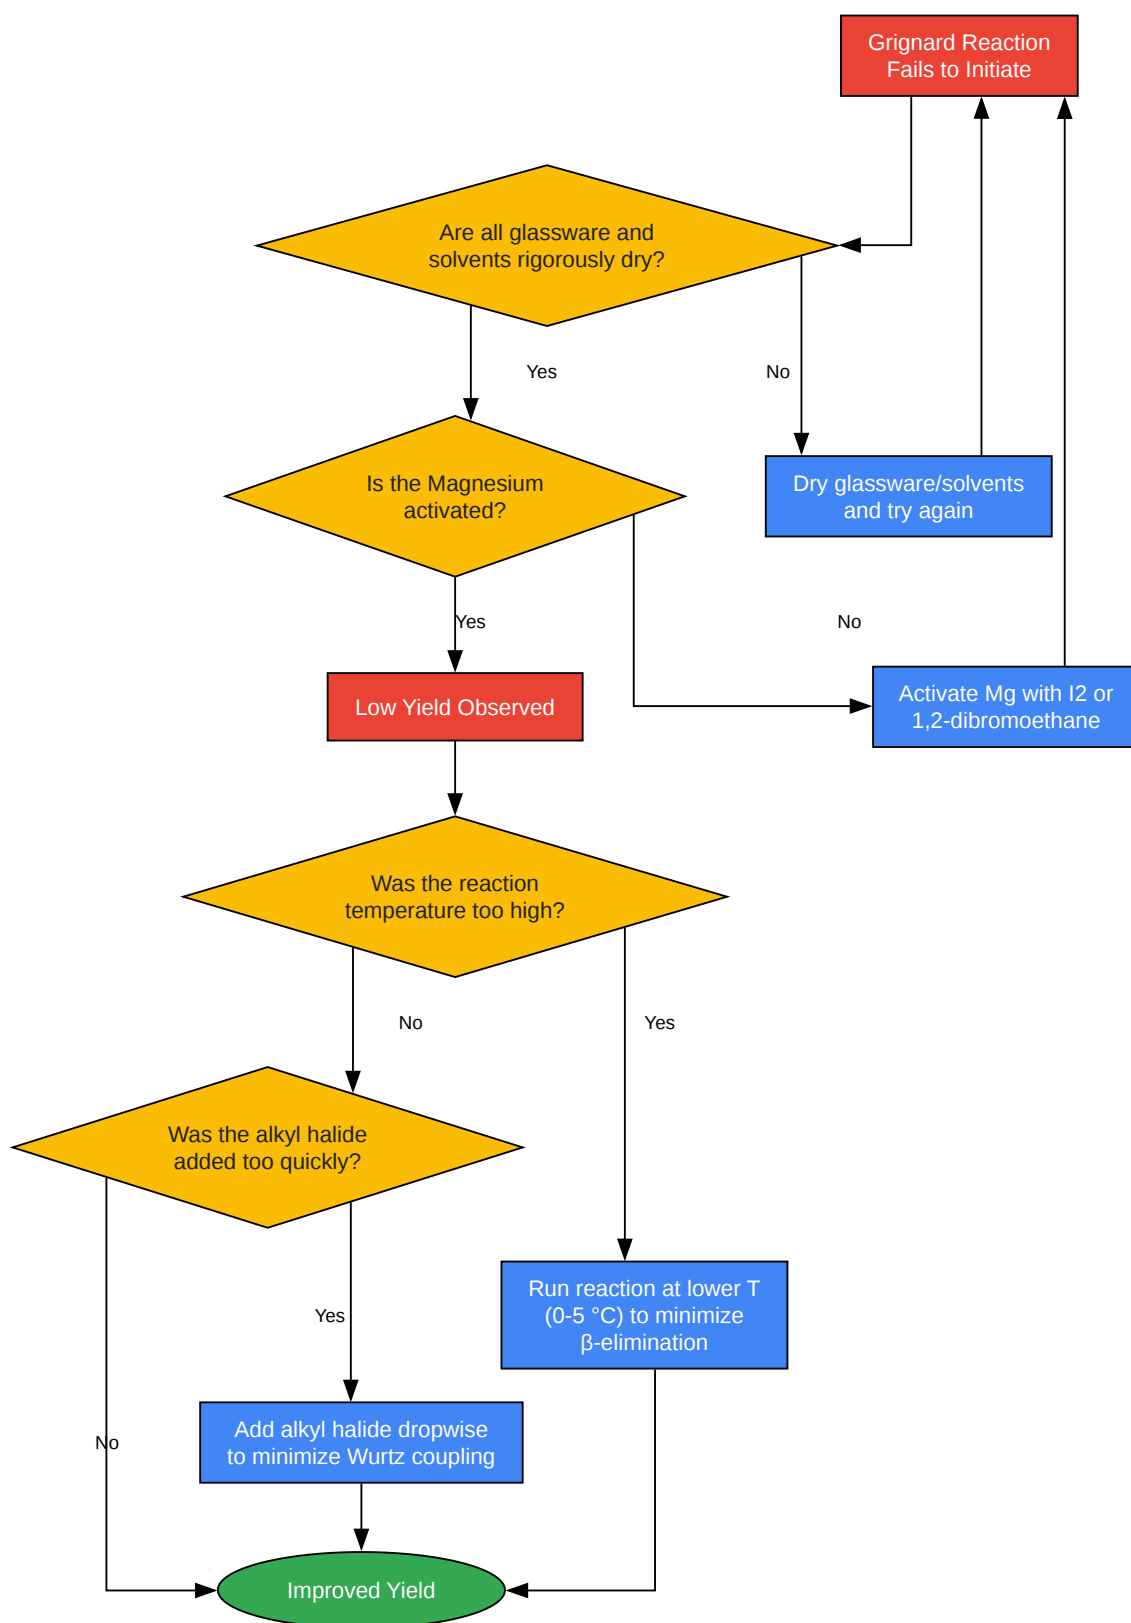 Grignard Reaction
Fails to Initiate
Are all glassware and
solvents rigorously dry?
Yes
No
Is the Magnesium
activated?
Dry glassware/solvents
and try again
Yes
No
Low Yield Observed
Activate Mg with I2 or
1,2-dibromoethane
Was the reaction
temperature too high?
No
Yes
Was the alkyl halide
added too quickly?
Yes
Run reaction at lower T
(0-5 °C) to minimize
β-elimination
No
Add alkyl halide dropwise
to minimize Wurtz coupling
Improved Yield